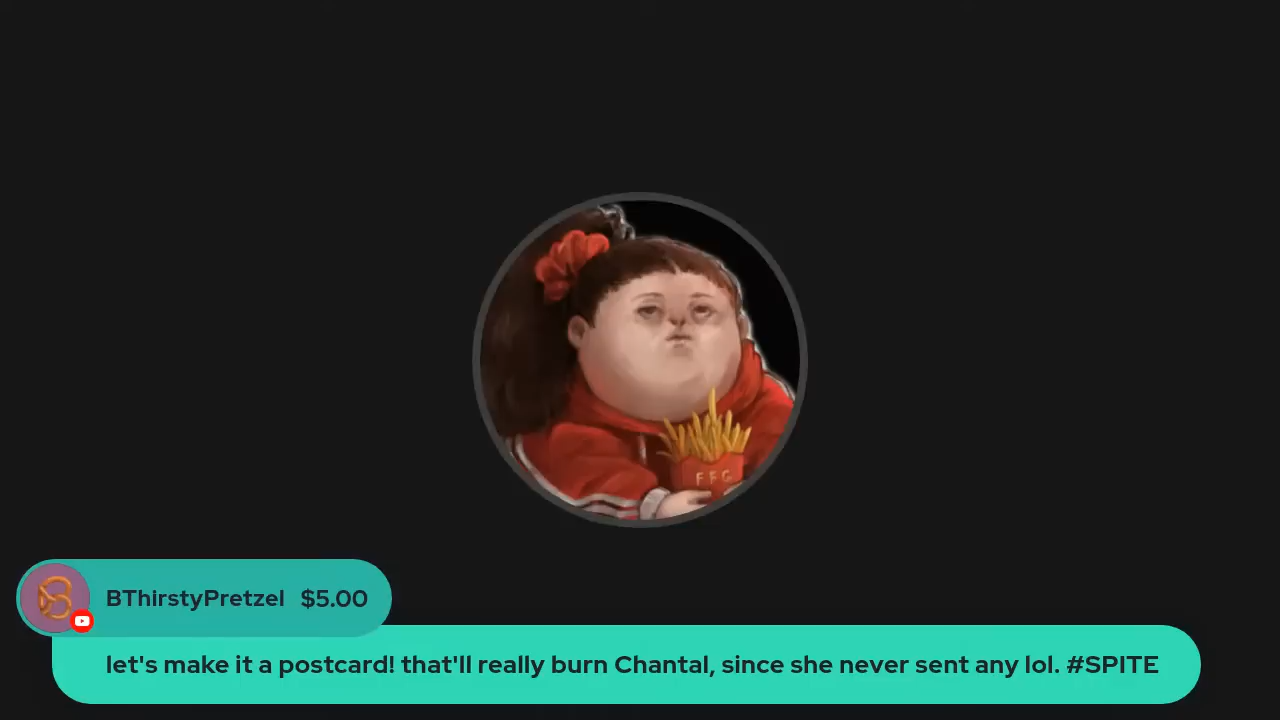 FFG
BThirstyPretzel $5.00
let's make it a postcard! that'll really burn Chantal, since she never sent any lol. #SPITE